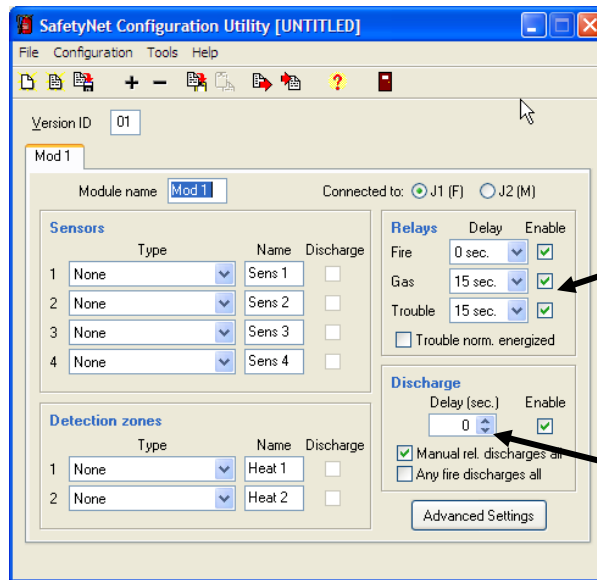 SafetyNet Configuration Utility [UNTITLED]
File Configuration Tools Help
Version ID 01
Mod 1
Module name Mod 1 Connected to: J1 (F) J2 (M)
Sensors
Type Name Discharge
1 None Sens 1
2 None Sens 2
3 None Sens 3
4 None Sens 4
Relays Delay Enable
Fire 0 sec.
Gas 15 sec.
Trouble 15 sec.
Trouble norm. energized
Detection zones
Type Name Discharge
1 None Heat 1
2 None Heat 2
Discharge
Delay (sec.) Enable
0
Manual rel. discharges all
Any fire discharges all
Advanced Settings